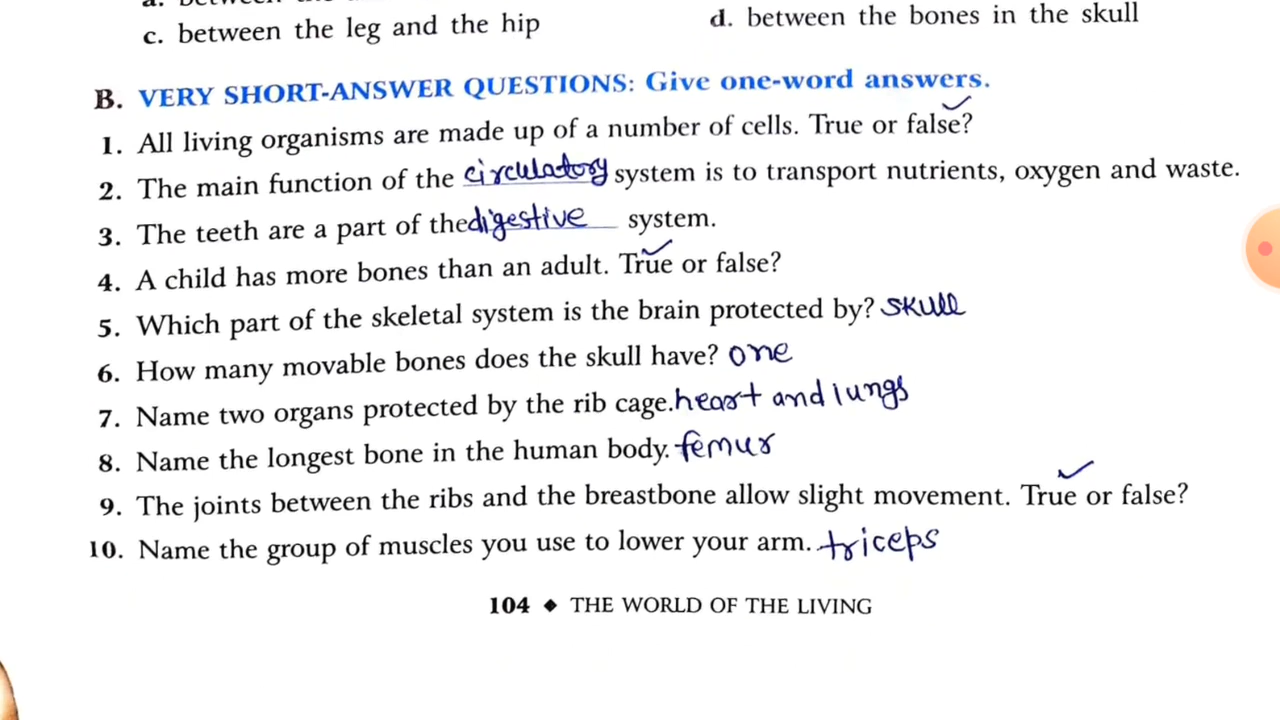 c. between the leg and the hip
d. between the bones in the skull
B. VERY SHORT-ANSWER QUESTIONS: Give one-word answers.
1. All living organisms are made up of a number of cells. True or false?
2. The main function of the circulatory system is to transport nutrients, oxygen and waste.
3. The teeth are a part of the digestive system.
4. A child has more bones than an adult. True or false?
5. Which part of the skeletal system is the brain protected by? skull
6. How many movable bones does the skull have? one
7. Name two organs protected by the rib cage. heart and lungs
8. Name the longest bone in the human body. femur
9. The joints between the ribs and the breastbone allow slight movement. True or false?
10. Name the group of muscles you use to lower your arm. triceps
104 ◆ THE WORLD OF THE LIVING